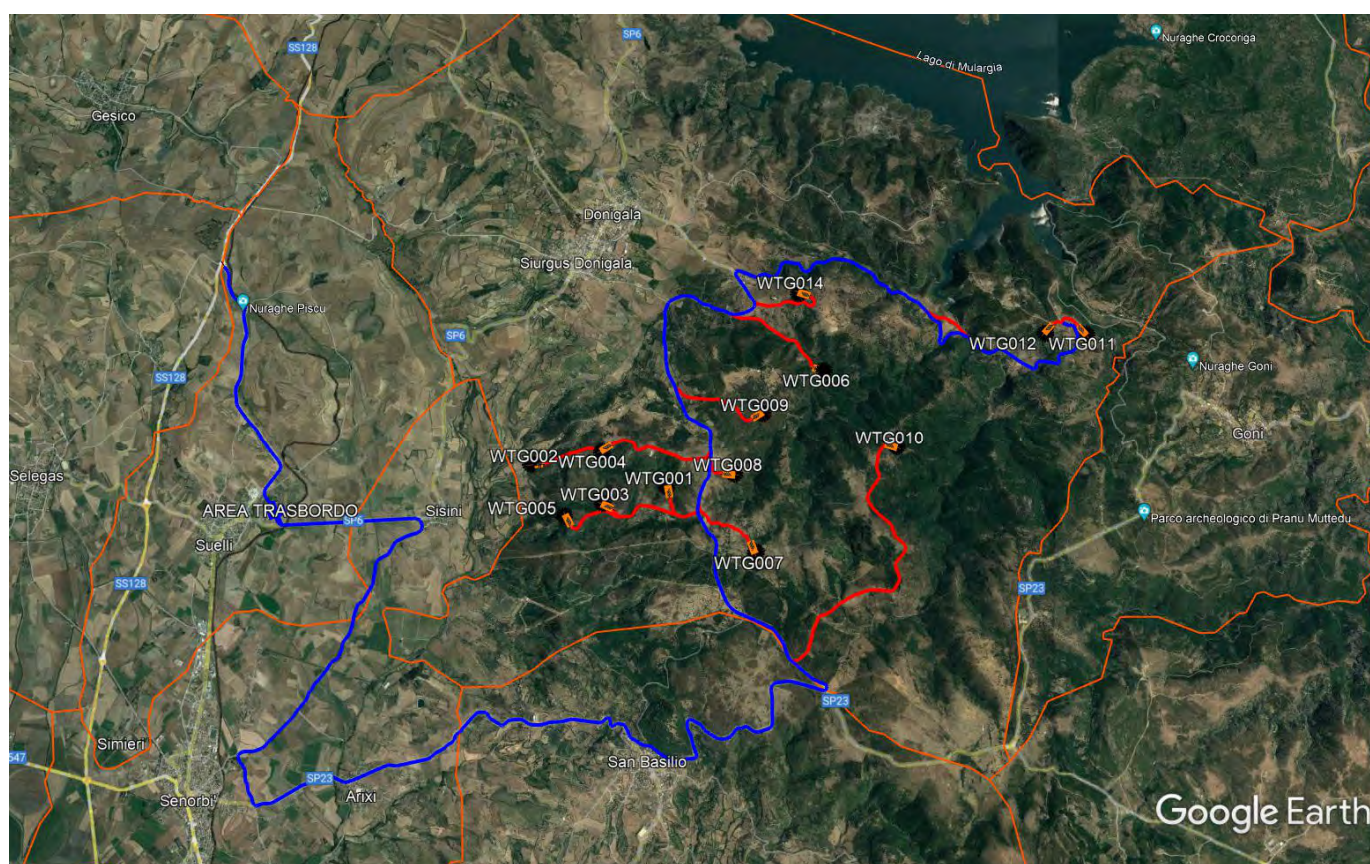 SS128
SP6
Nuraghe Crocoriga
Lago di Mulargia
Gesico
Donigala
Siurgus Donigala
WTG014
Nuraghe Piscu
SP6
WTG012
WTG011
Nuraghe Goni
SS128
WTG006
WTG009
Goni
WTG010
WTG002
WTG004
WTG008
Selegas
WTG001
WTG003
WTG005
AREA TRASBORDO
SP6
Sisini
Parco archeologico di Pranu Muttedu
Suelli
WTG007
SS128
SP23
SP23
Simieri
San Basilio
SP23
Arixi
Senorbì
Google Earth